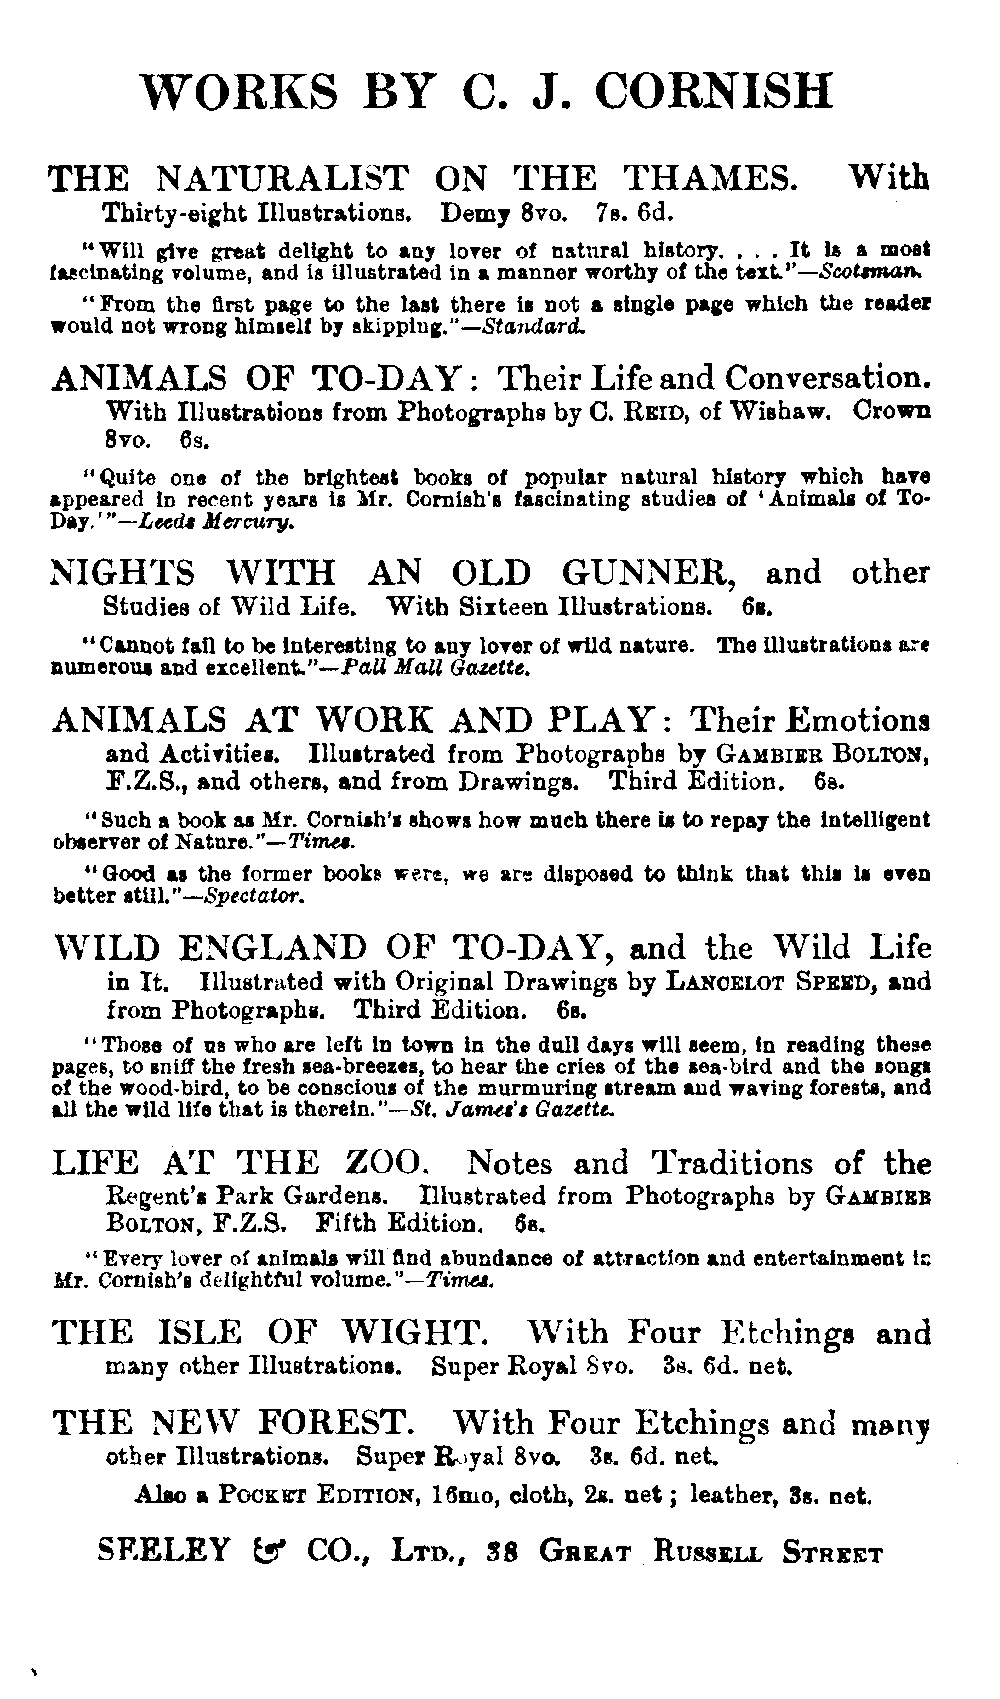 WORKS BY C. J. CORNISH
THE NATURALIST ON THE THAMES. With
Thirty-eight Illustrations. Demy 8vo. 7s. 6d.
"Will give great delight to any lover of natural history. . . . It is a most
fascinating volume, and is illustrated in a manner worthy of the text."—Scotsman.
"From the first page to the last there is not a single page which the reader
would not wrong himself by skipping."—Standard.
ANIMALS OF TO-DAY: Their Life and Conversation.
With Illustrations from Photographs by C. REID, of Wishaw. Crown
8vo. 6s.
"Quite one of the brightest books of popular natural history which have
appeared in recent years is Mr. Cornish's fascinating studies of 'Animals of To-
Day.'"—Leeds Mercury.
NIGHTS WITH AN OLD GUNNER, and other
Studies of Wild Life. With Sixteen Illustrations. 6s.
"Cannot fail to be interesting to any lover of wild nature. The illustrations are
numerous and excellent."—Pall Mall Gazette.
ANIMALS AT WORK AND PLAY: Their Emotions
and Activities. Illustrated from Photographs by GAMBIER BOLTON,
F.Z.S., and others, and from Drawings. Third Edition. 6s.
"Such a book as Mr. Cornish's shows how much there is to repay the intelligent
observer of Nature."—Times.
"Good as the former books were, we are disposed to think that this is even
better still."—Spectator.
WILD ENGLAND OF TO-DAY, and the Wild Life
in It. Illustrated with Original Drawings by LANCELOT SPEED, and
from Photographs. Third Edition. 6s.
"Those of us who are left in town in the dull days will seem, in reading these
pages, to sniff the fresh sea-breezes, to hear the cries of the sea-bird and the songs
of the wood-bird, to be conscious of the murmuring stream and waving forests, and
all the wild life that is therein."—St. James's Gazette.
LIFE AT THE ZOO. Notes and Traditions of the
Regent's Park Gardens. Illustrated from Photographs by GAMBIER
BOLTON, F.Z.S. Fifth Edition. 6s.
"Every lover of animals will find abundance of attraction and entertainment in
Mr. Cornish's delightful volume."—Times.
THE ISLE OF WIGHT. With Four Etchings and
many other Illustrations. Super Royal 8vo. 3s. 6d. net.
THE NEW FOREST. With Four Etchings and many
other Illustrations. Super Royal 8vo. 3s. 6d. net.
Also a POCKET EDITION, 16mo, cloth, 2s. net; leather, 3s. net.
SEELEY & CO., LTD., 38 GREAT RUSSELL STREET